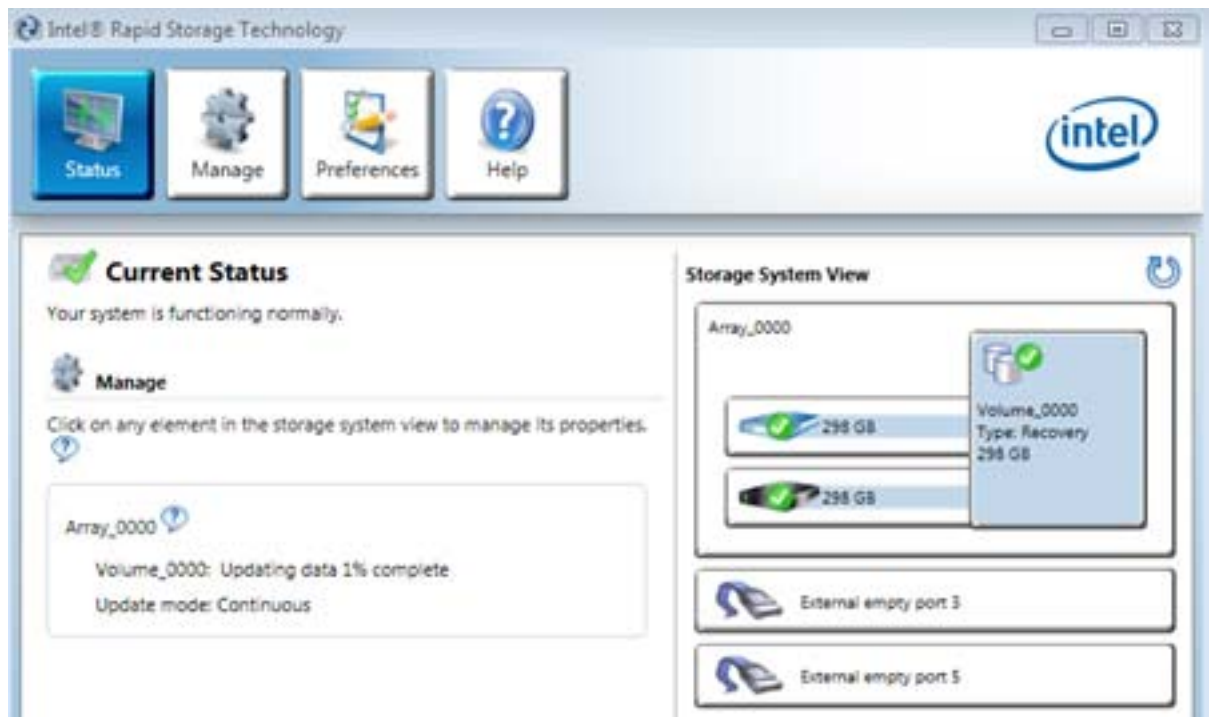 Intel® Rapid Storage Technology
Status
Manage
Preferences
Help
intel
Current Status
Your system is functioning normally.
Manage
Click on any element in the storage system view to manage its properties.
Array_0000
Volume_0000: Updating data 1% complete
Update mode: Continuous
Storage System View
Array_0000
298 GB
298 GB
Volume_0000
Type: Recovery
298 GB
External empty port 3
External empty port 5